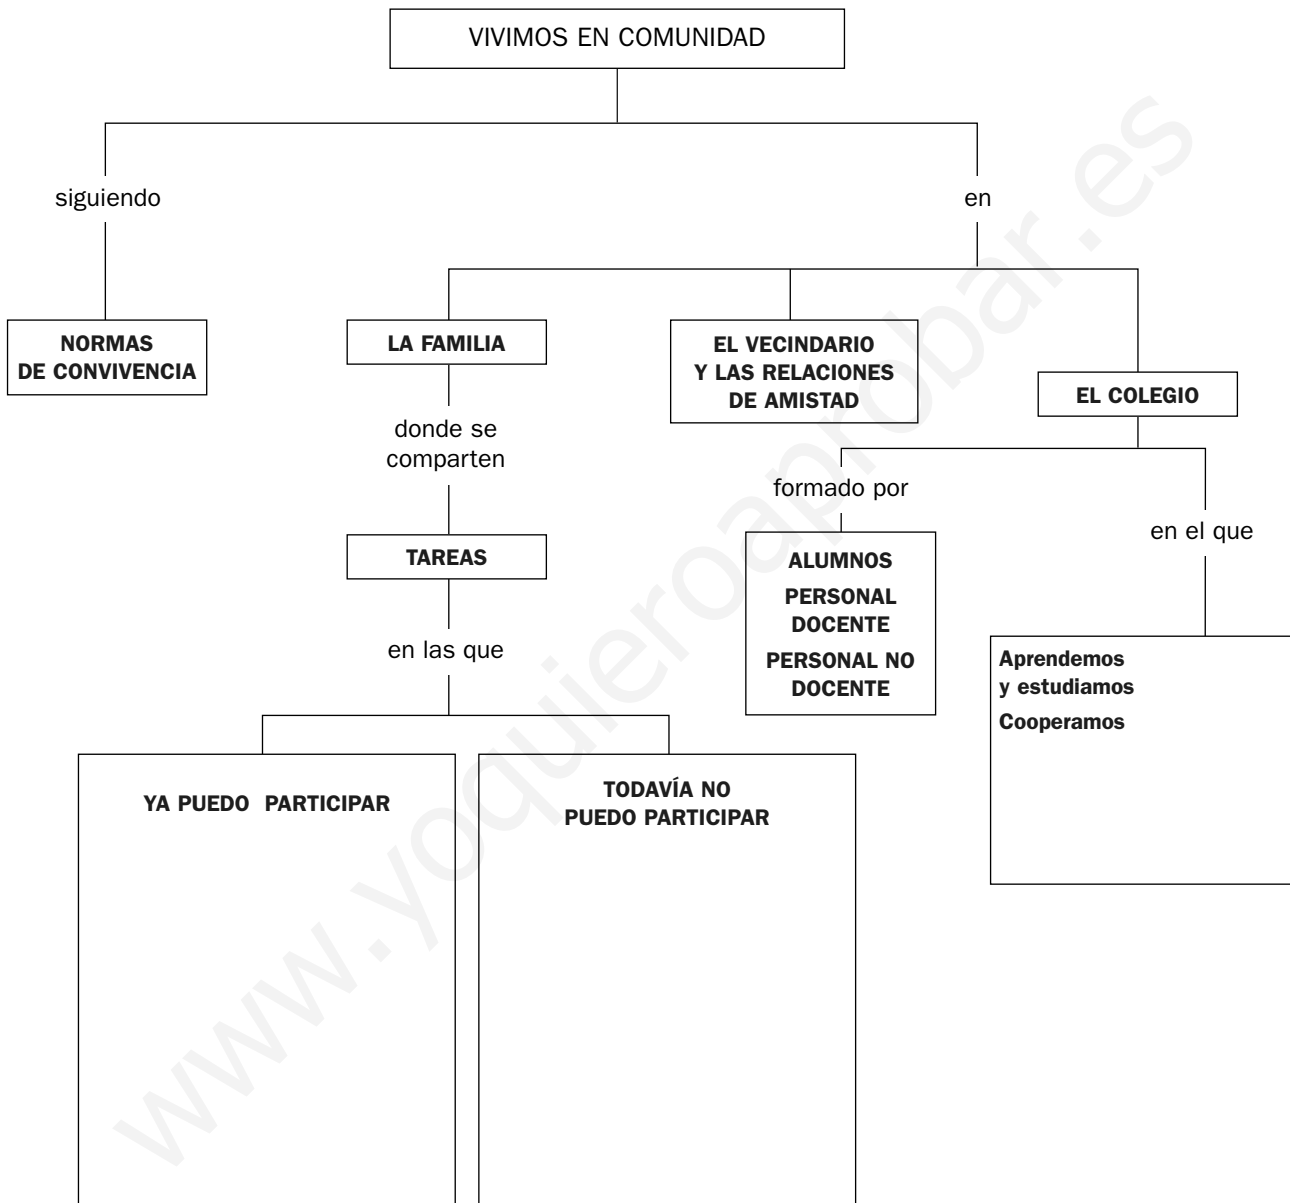 VIVIMOS EN COMUNIDAD
siguiendo
en
NORMAS
DE CONVIVENCIA
LA FAMILIA
EL VECINDARIO
Y LAS RELACIONES
DE AMISTAD
EL COLEGIO
donde se
comparten
formado por
en el que
TAREAS
ALUMNOS
PERSONAL
DOCENTE
PERSONAL NO
DOCENTE
en las que
Aprendemos
y estudiamos
Cooperamos
YA PUEDO PARTICIPAR
TODAVÍA NO
PUEDO PARTICIPAR
www.yoquieroaprobar.es